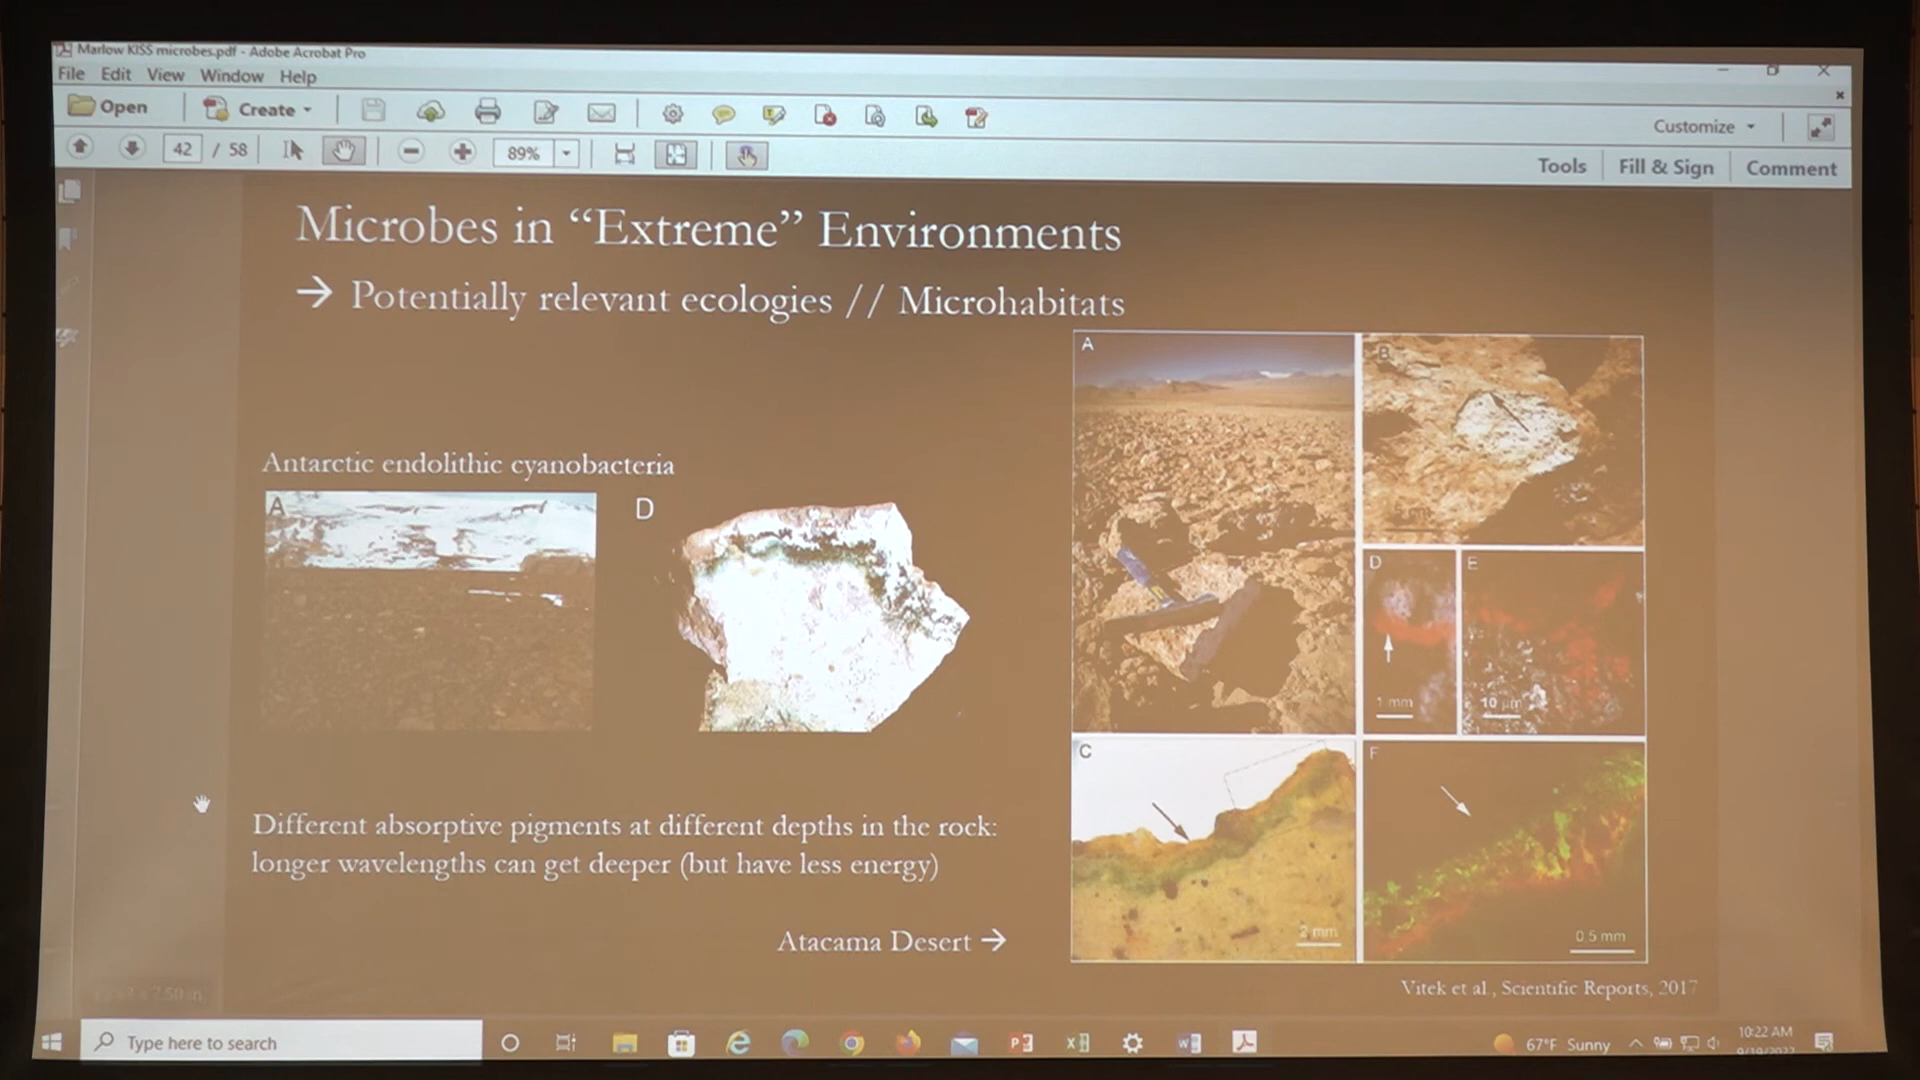 Marlow KISS microbes.pdf - Adobe Acrobat Pro
File Edit View Window Help
Open Create
Customize
42 / 58 89%
Tools Fill & Sign Comment
Microbes in “Extreme” Environments
→ Potentially relevant ecologies // Microhabitats
Antarctic endolithic cyanobacteria
A
D
Different absorptive pigments at different depths in the rock:
longer wavelengths can get deeper (but have less energy)
Atacama Desert →
A
B
D
1 mm
E
10 µm
C
2 mm
F
0.5 mm
Vitek et al., Scientific Reports, 2017
Type here to search
67°F Sunny
10:22 AM